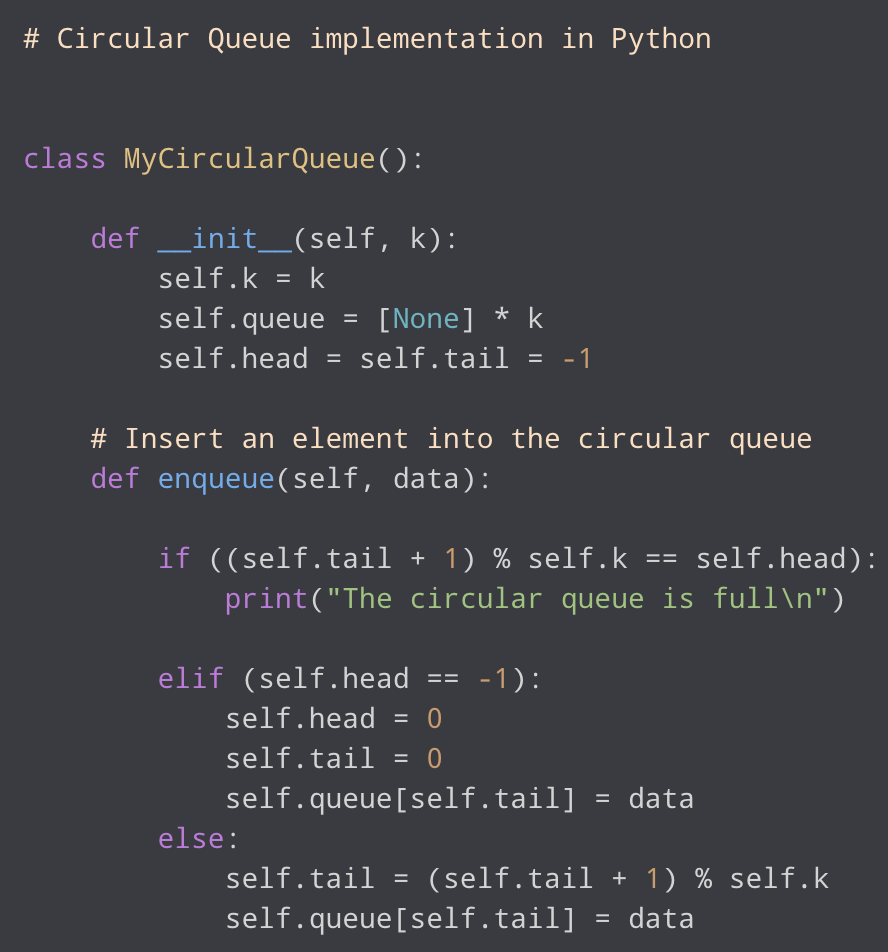 # Circular Queue implementation in Python
class MyCircularQueue():
    def __init__(self, k):
        self.k = k
        self.queue = [None] * k
        self.head = self.tail = -1
    # Insert an element into the circular queue
    def enqueue(self, data):
        if ((self.tail + 1) % self.k == self.head):
            print("The circular queue is full\n")
        elif (self.head == -1):
            self.head = 0
            self.tail = 0
            self.queue[self.tail] = data
        else:
            self.tail = (self.tail + 1) % self.k
            self.queue[self.tail] = data